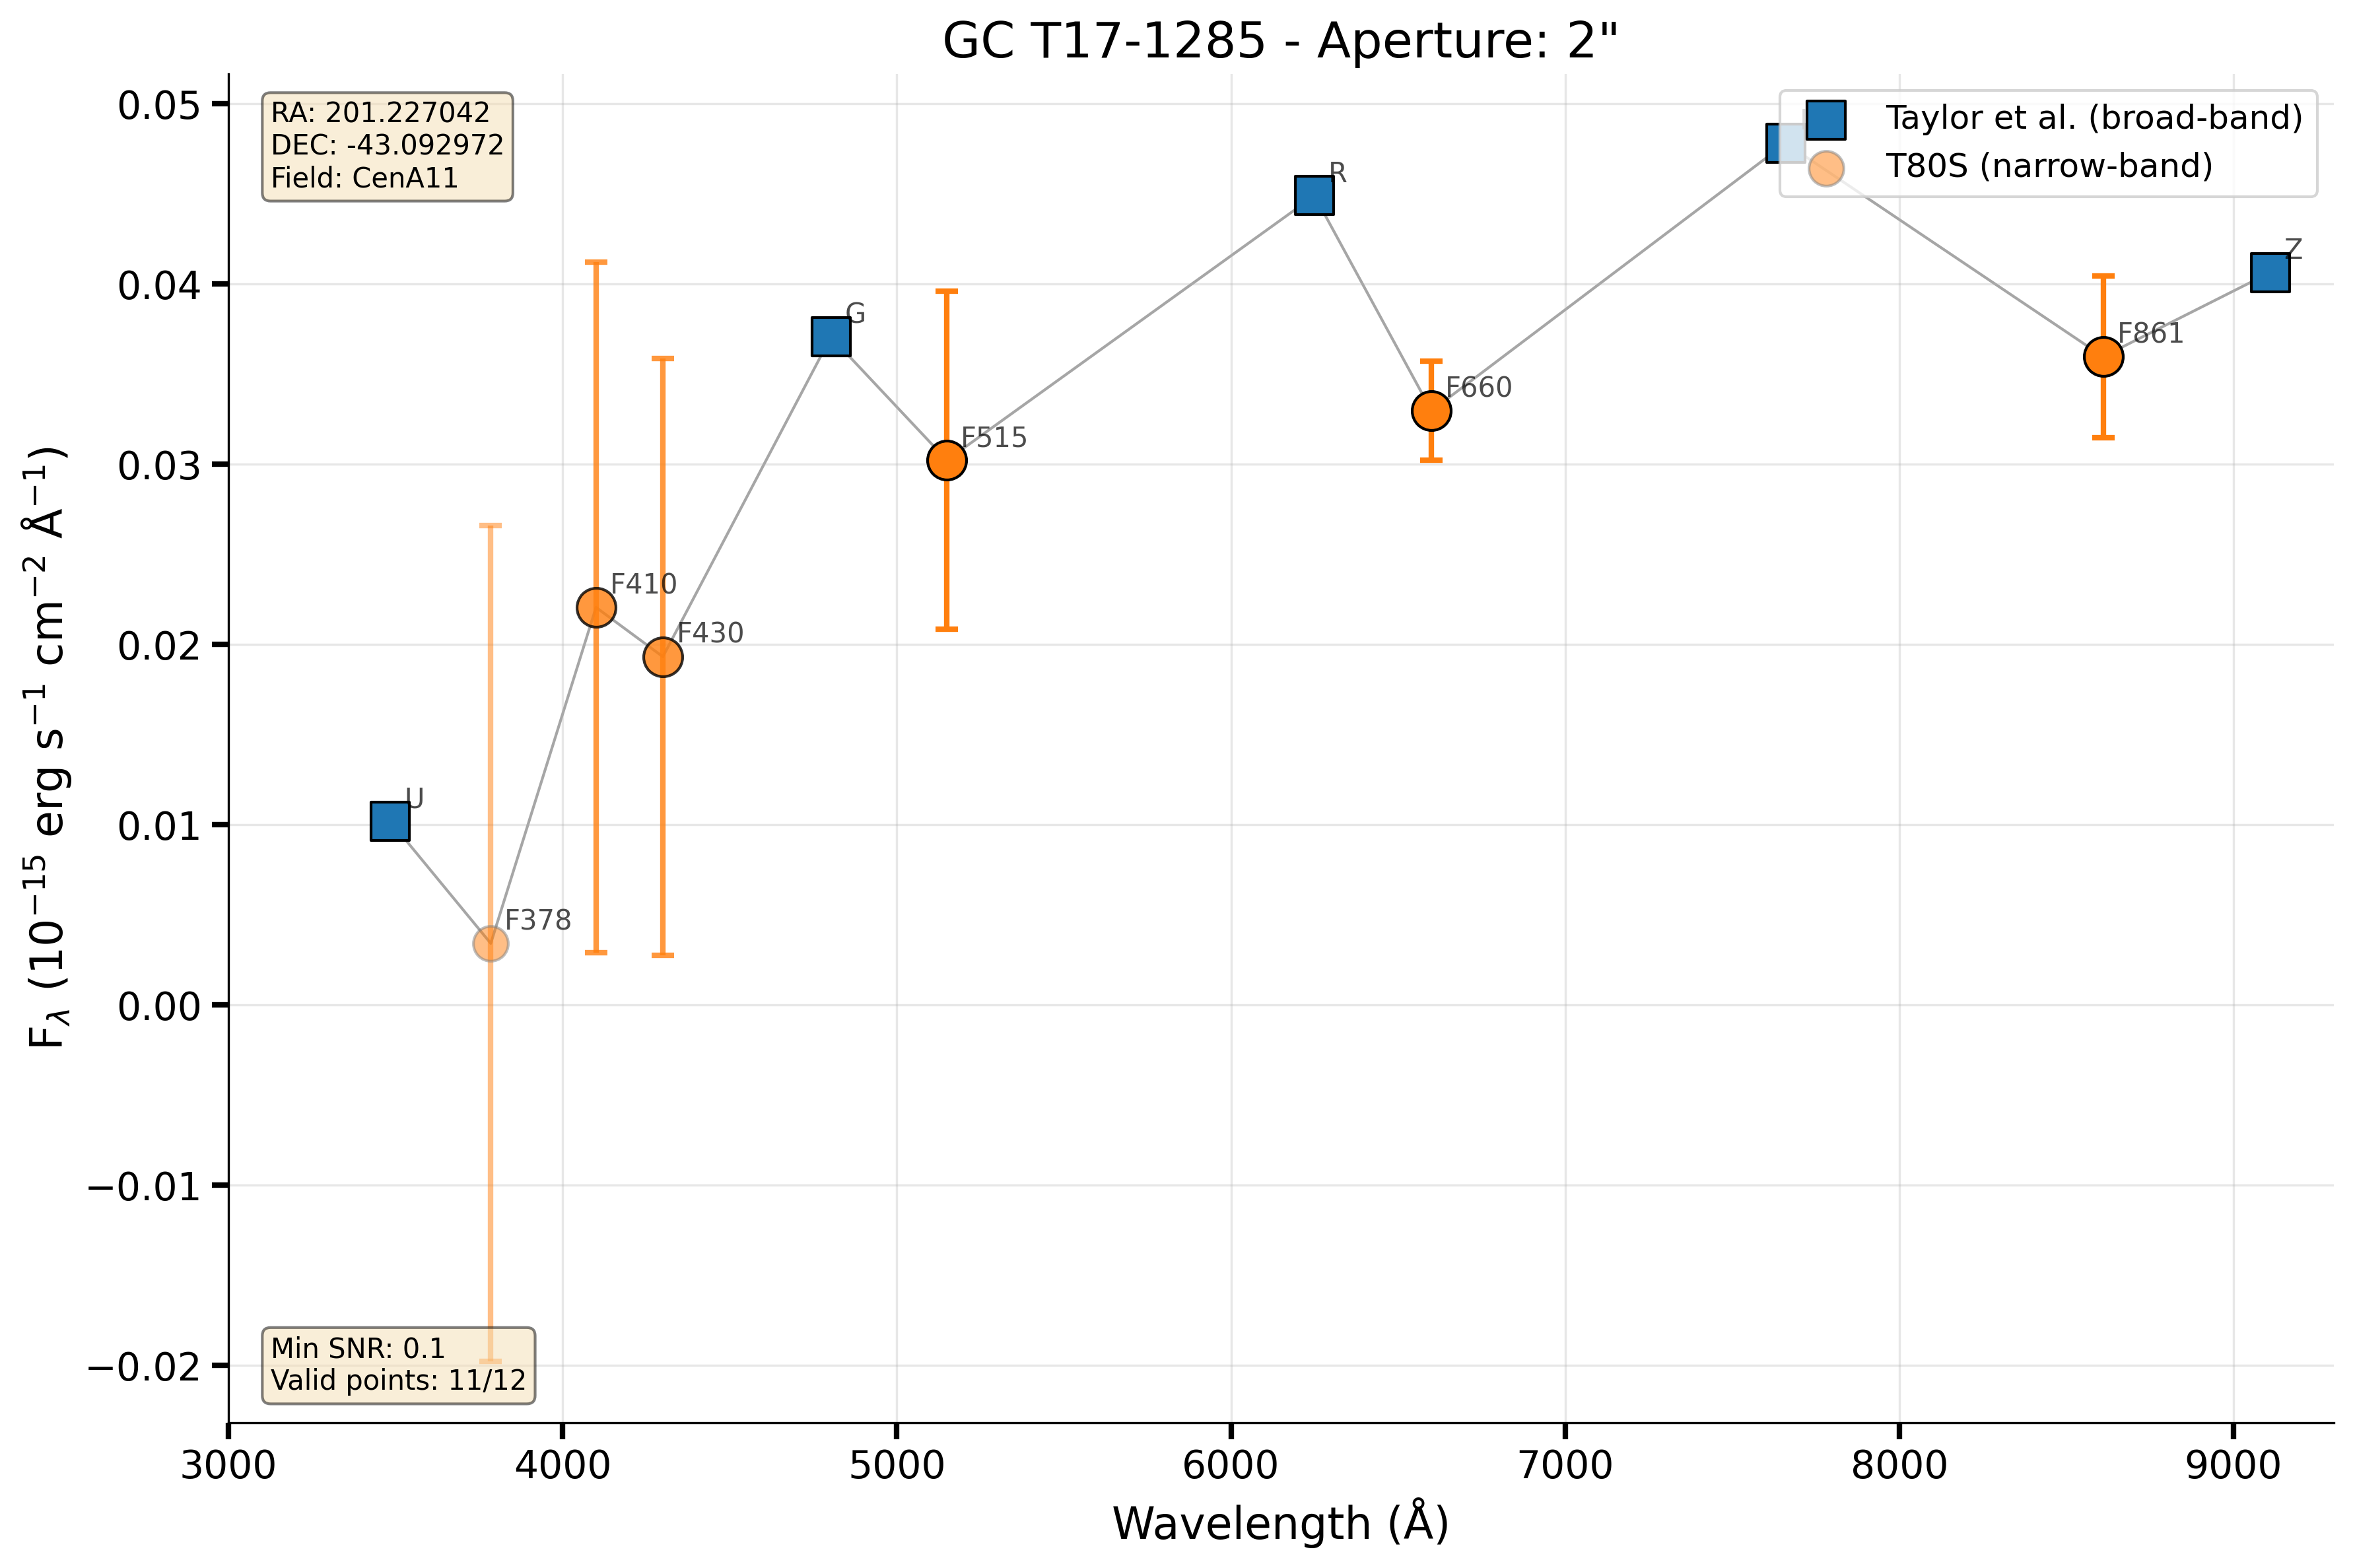 GC T17-1285 - Aperture: 2"
RA: 201.227042
DEC: -43.092972
Field: CenA11
Taylor et al. (broad-band)
T80S (narrow-band)
0.05
0.04
0.03
0.02
0.01
0.00
−0.01
−0.02
F_λ (10⁻¹⁵ erg s⁻¹ cm⁻² Å⁻¹)
U
F378
F410
F430
G
F515
R
F660
F861
Z
Min SNR: 0.1
Valid points: 11/12
3000 4000 5000 6000 7000 8000 9000
Wavelength (Å)